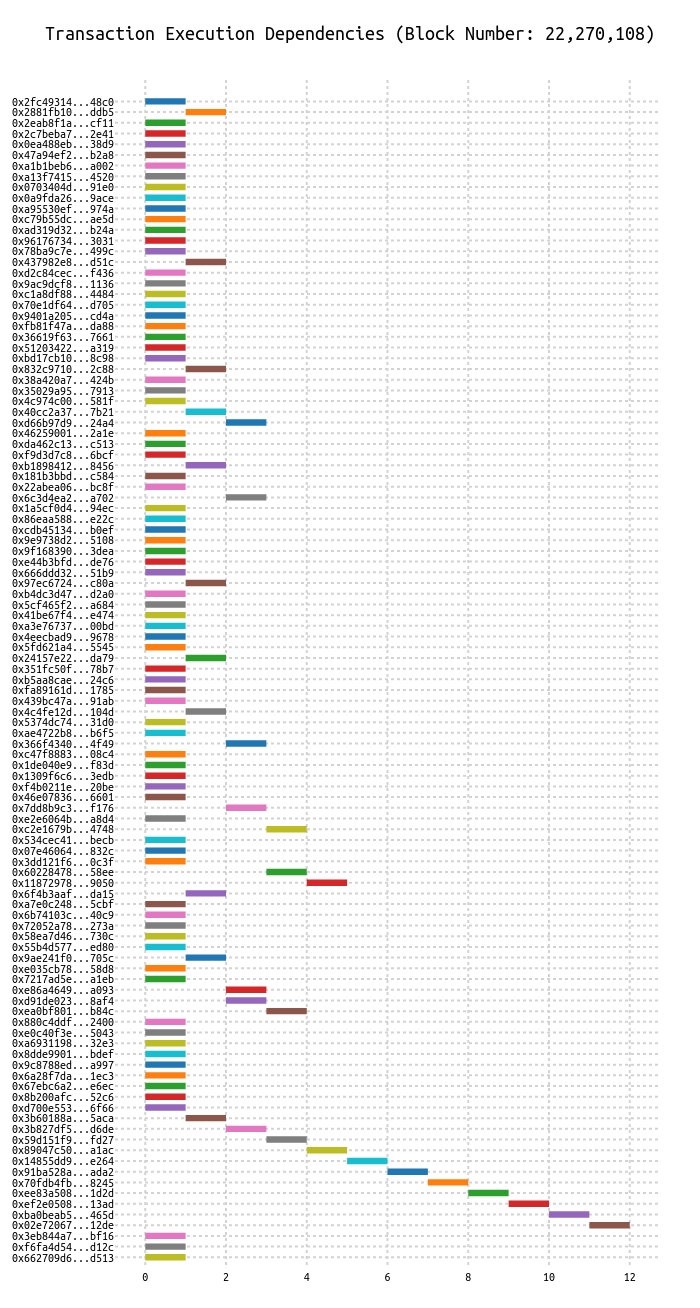 Transaction Execution Dependencies (Block Number: 22,270,108)
0x2fc49314...48c0
0x2881fb10...ddb5
0x2eab8f1a...cf11
0x2c7beba7...2e41
0x0ea488eb...38d9
0x47a94ef2...b2a8
0xa1b1beb6...a002
0xa13f7415...4520
0x0703404d...91e0
0x0a9fda26...9ace
0xa95530ef...974a
0xc79b55dc...ae5d
0xad319d32...b24a
0x96176734...3031
0x78ba9c7e...499c
0x437982e8...d51c
0xd2c84cec...f436
0x9ac9dcf8...1136
0xc1a8df88...4484
0x70e1df64...d705
0x9401a205...cd4a
0xfb81f47a...da88
0x36619f63...7661
0x51203422...a319
0xbd17cb10...8c98
0x832c9710...2c88
0x38a420a7...424b
0x35029a95...7913
0x4c974c00...581f
0x40cc2a37...7b21
0xd66b97d9...24a4
0x46259001...2a1e
0xda462c13...c513
0xf9d3d7c8...6bcf
0xb1898412...8456
0x181b3bbd...c584
0x22abea06...bc8f
0x6c3d4ea2...a702
0x1a5cf0d4...94ec
0x86eaa588...e22c
0xcdb45134...b0ef
0x9e9738d2...5108
0x9f168390...3dea
0xe44b3bfd...de76
0x666ddd32...51b9
0x97ec6724...c80a
0xb4dc3d47...d2a0
0x5cf465f2...a684
0x41be67f4...e474
0xa3e76737...00bd
0x4eecbad9...9678
0x5fd621a4...5545
0x24157e22...da79
0x351fc50f...78b7
0xb5aa8cae...24c6
0xfa89161d...1785
0x439bc47a...91ab
0x4c4fe12d...104d
0x5374dc74...31d0
0xae4722b8...b6f5
0x366f4340...4f49
0xc47f8883...08c4
0x1de040e9...f83d
0x1309f6c6...3edb
0xf4b0211e...20be
0x46e07836...6601
0x7dd8b9c3...f176
0xe2e6064b...a8d4
0xc2e1679b...4748
0x534cec41...becb
0x07e46064...832c
0x3dd121f6...0c3f
0x60228478...58ee
0x11872978...9050
0x6f4b3aaf...da15
0xa7e0c248...5cbf
0x6b74103c...40c9
0x72052a78...273a
0x58ea7d46...730c
0x55b4d577...ed80
0x9ae241f0...705c
0xe035cb78...58d8
0x7217ad5e...a1eb
0xe86a4649...a093
0xd91de023...8af4
0xea0bf801...b84c
0x880c4ddf...2400
0xe0c40f3e...5043
0xa6931198...32e3
0x8dde9901...bdef
0x9c8788ed...a997
0x6a28f7da...1ec3
0x67ebc6a2...e6ec
0x8b200afc...52c6
0xd700e553...6f66
0x3b60188a...5aca
0x3b827df5...d6de
0x59d151f9...fd27
0x89047c50...a1ac
0x14855dd9...e264
0x91ba528a...ada2
0x70fdb4fb...8245
0xee83a508...1d2d
0xef2e0508...13ad
0xba0beab5...465d
0x02e72067...12de
0x3eb844a7...bf16
0xf6fa4d54...d12c
0x662709d6...d513
0 2 4 6 8 10 12